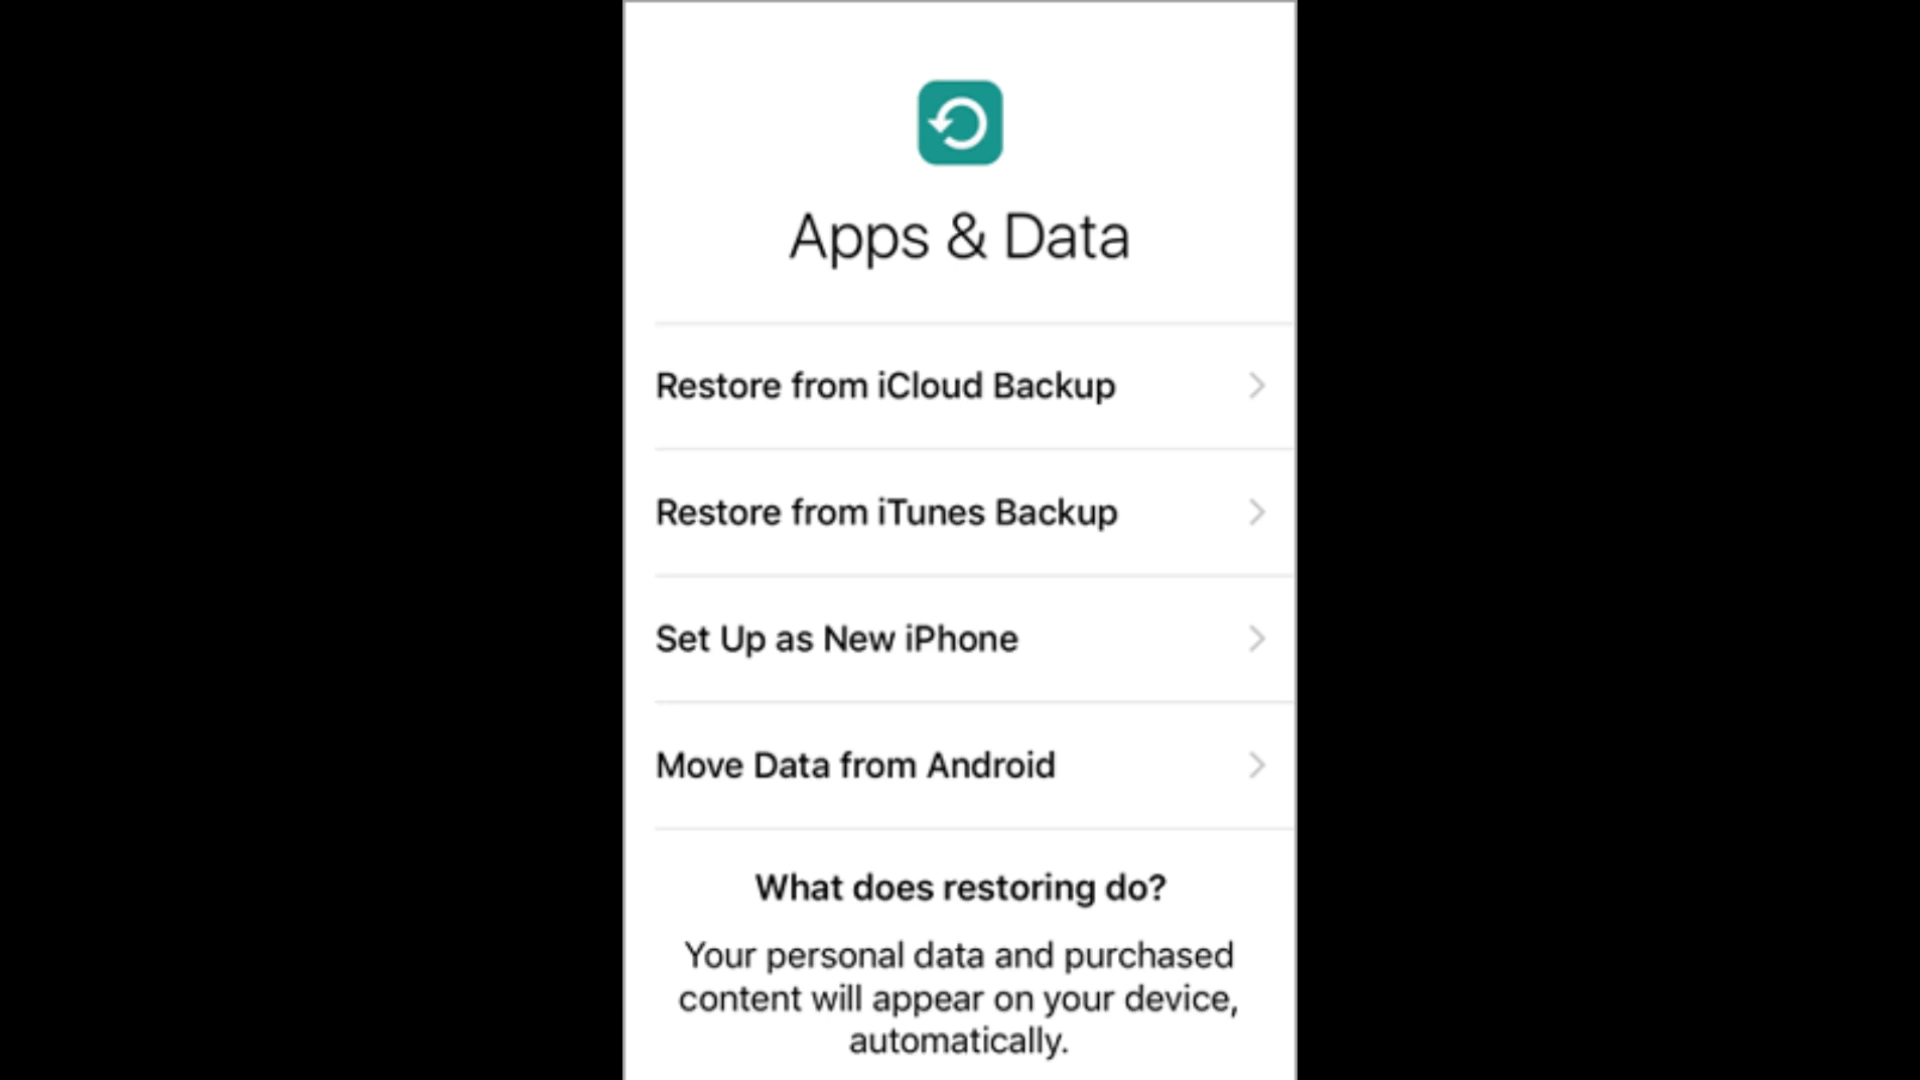 Apps & Data
Restore from iCloud Backup
Restore from iTunes Backup
Set Up as New iPhone
Move Data from Android
What does restoring do?
Your personal data and purchased
content will appear on your device,
automatically.